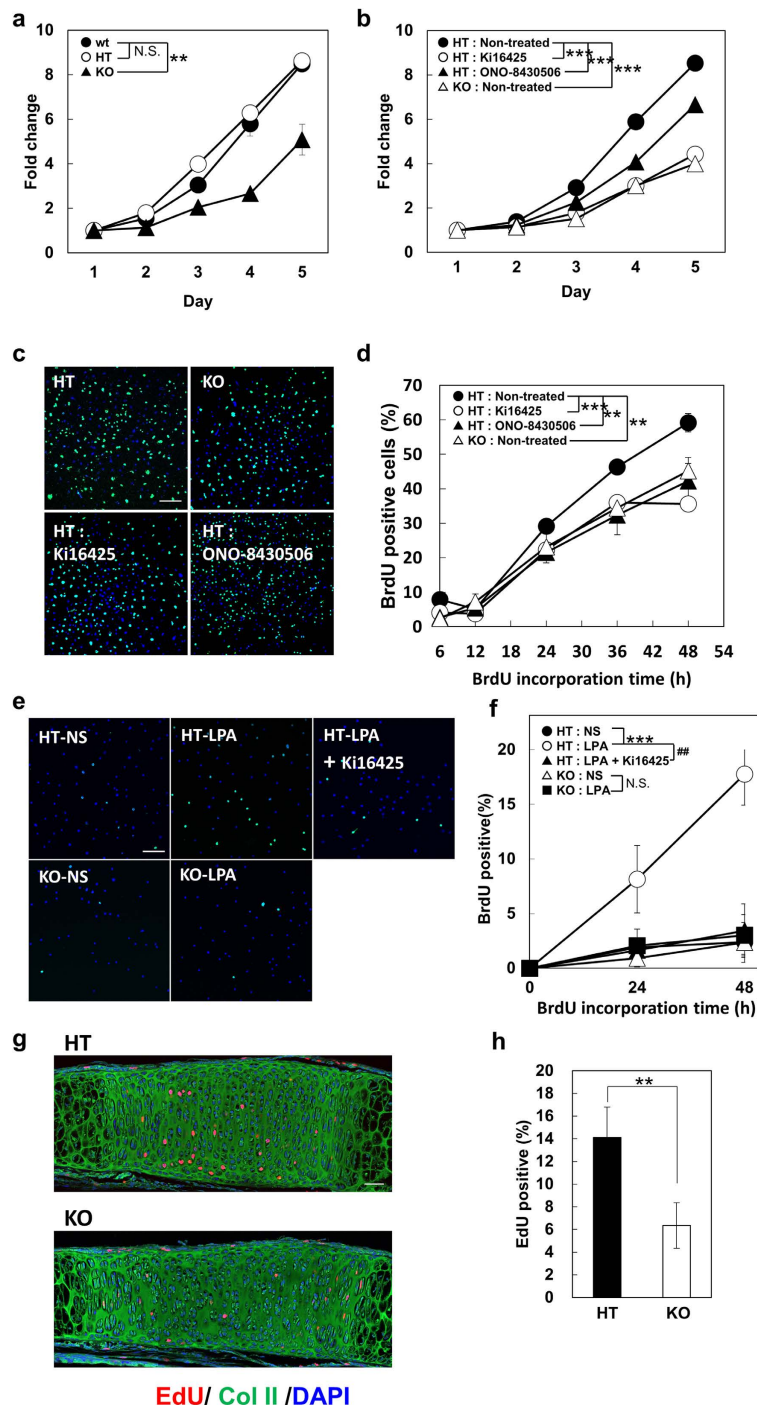 a
10
8
6
4
2
0
Fold change
wt
HT
KO
N.S.
**
1 2 3 4 5
Day
b
10
8
6
4
2
0
Fold change
HT : Non-treated
HT : Ki16425
HT : ONO-8430506
KO : Non-treated
***
***
***
1 2 3 4 5
Day
c
HT
KO
HT :
Ki16425
HT :
ONO-8430506
d
70
60
50
40
30
20
10
0
BrdU positive cells (%)
HT : Non-treated
HT : Ki16425
HT : ONO-8430506
KO : Non-treated
***
**
**
6 12 18 24 30 36 42 48 54
BrdU incorporation time (h)
e
HT-NS
HT-LPA
HT-LPA
+ Ki16425
KO-NS
KO-LPA
f
20
15
10
5
0
BrdU positive(%)
HT : NS
HT : LPA
HT : LPA + Ki16425
KO : NS
KO : LPA
***
##
N.S.
0 24 48
BrdU incorporation time (h)
g
HT
KO
EdU/ Col II /DAPI
h
20
18
16
14
12
10
8
6
4
2
0
EdU positive (%)
**
HT KO